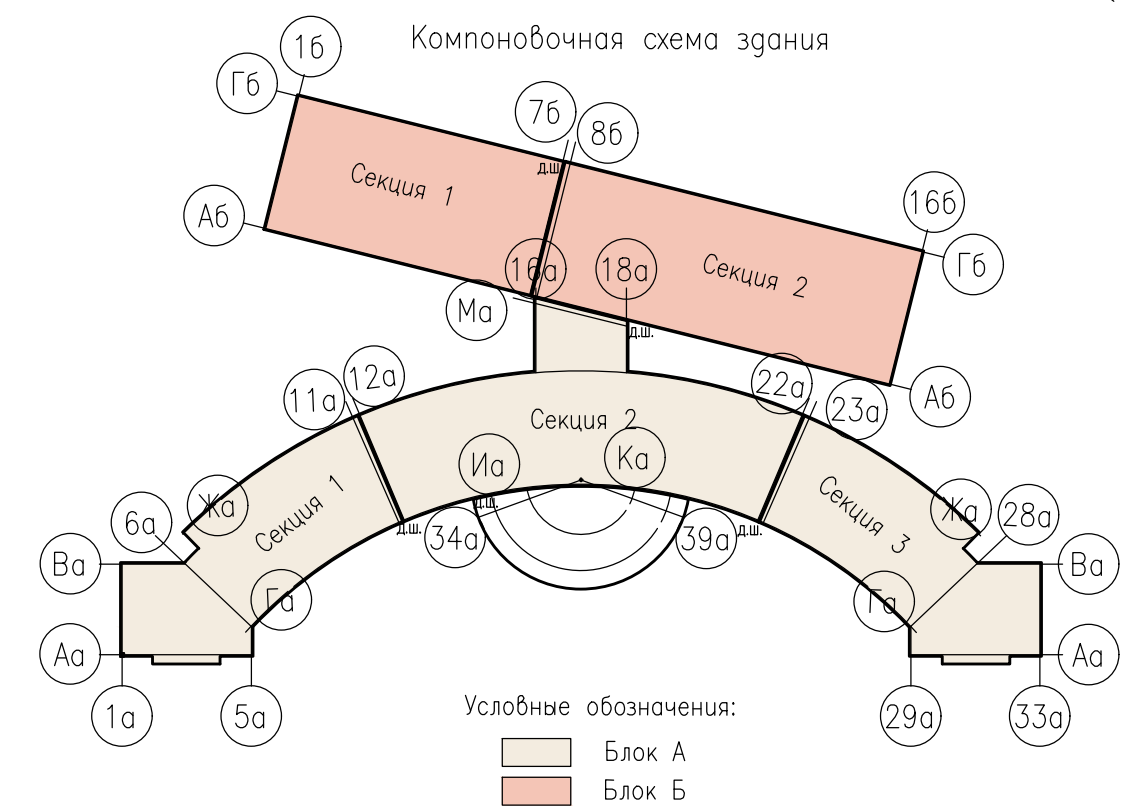 Компоновочная схема здания
1б
Гб
7б
8б
д.ш.
Секция 1
16б
Аб
Гб
16а
18а
Секция 2
Ма
д.ш.
12а
22а
11а
23а
Аб
Секция 2
Иа
Ка
Жа
Секция 1
Секция 3
Жа
6а
д.ш.
28а
д.ш.
34а
39а
д.ш.
Ва
Ва
Га
Га
Аа
Аа
1а
5а
29а
33а
Условные обозначения:
Блок А
Блок Б